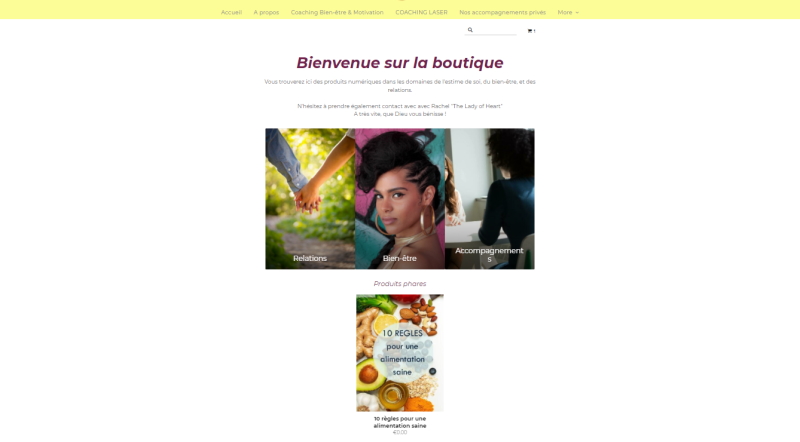 Accueil A propos Coaching Bien-être & Motivation COACHING LASER Nos accompagnements privés More
1
Bienvenue sur la boutique
Vous trouverez ici des produits numériques dans les domaines de l'estime de soi, du bien-être, et des
relations.
N'hésitez à prendre également contact avec avec Rachel "The Lady of Heart"
A très vite, que Dieu vous bénisse !
Relations
Bien-être
Accompagnement
s
Produits phares
10 REGLES
pour une
alimentation
saine
10 règles pour une
alimentation saine